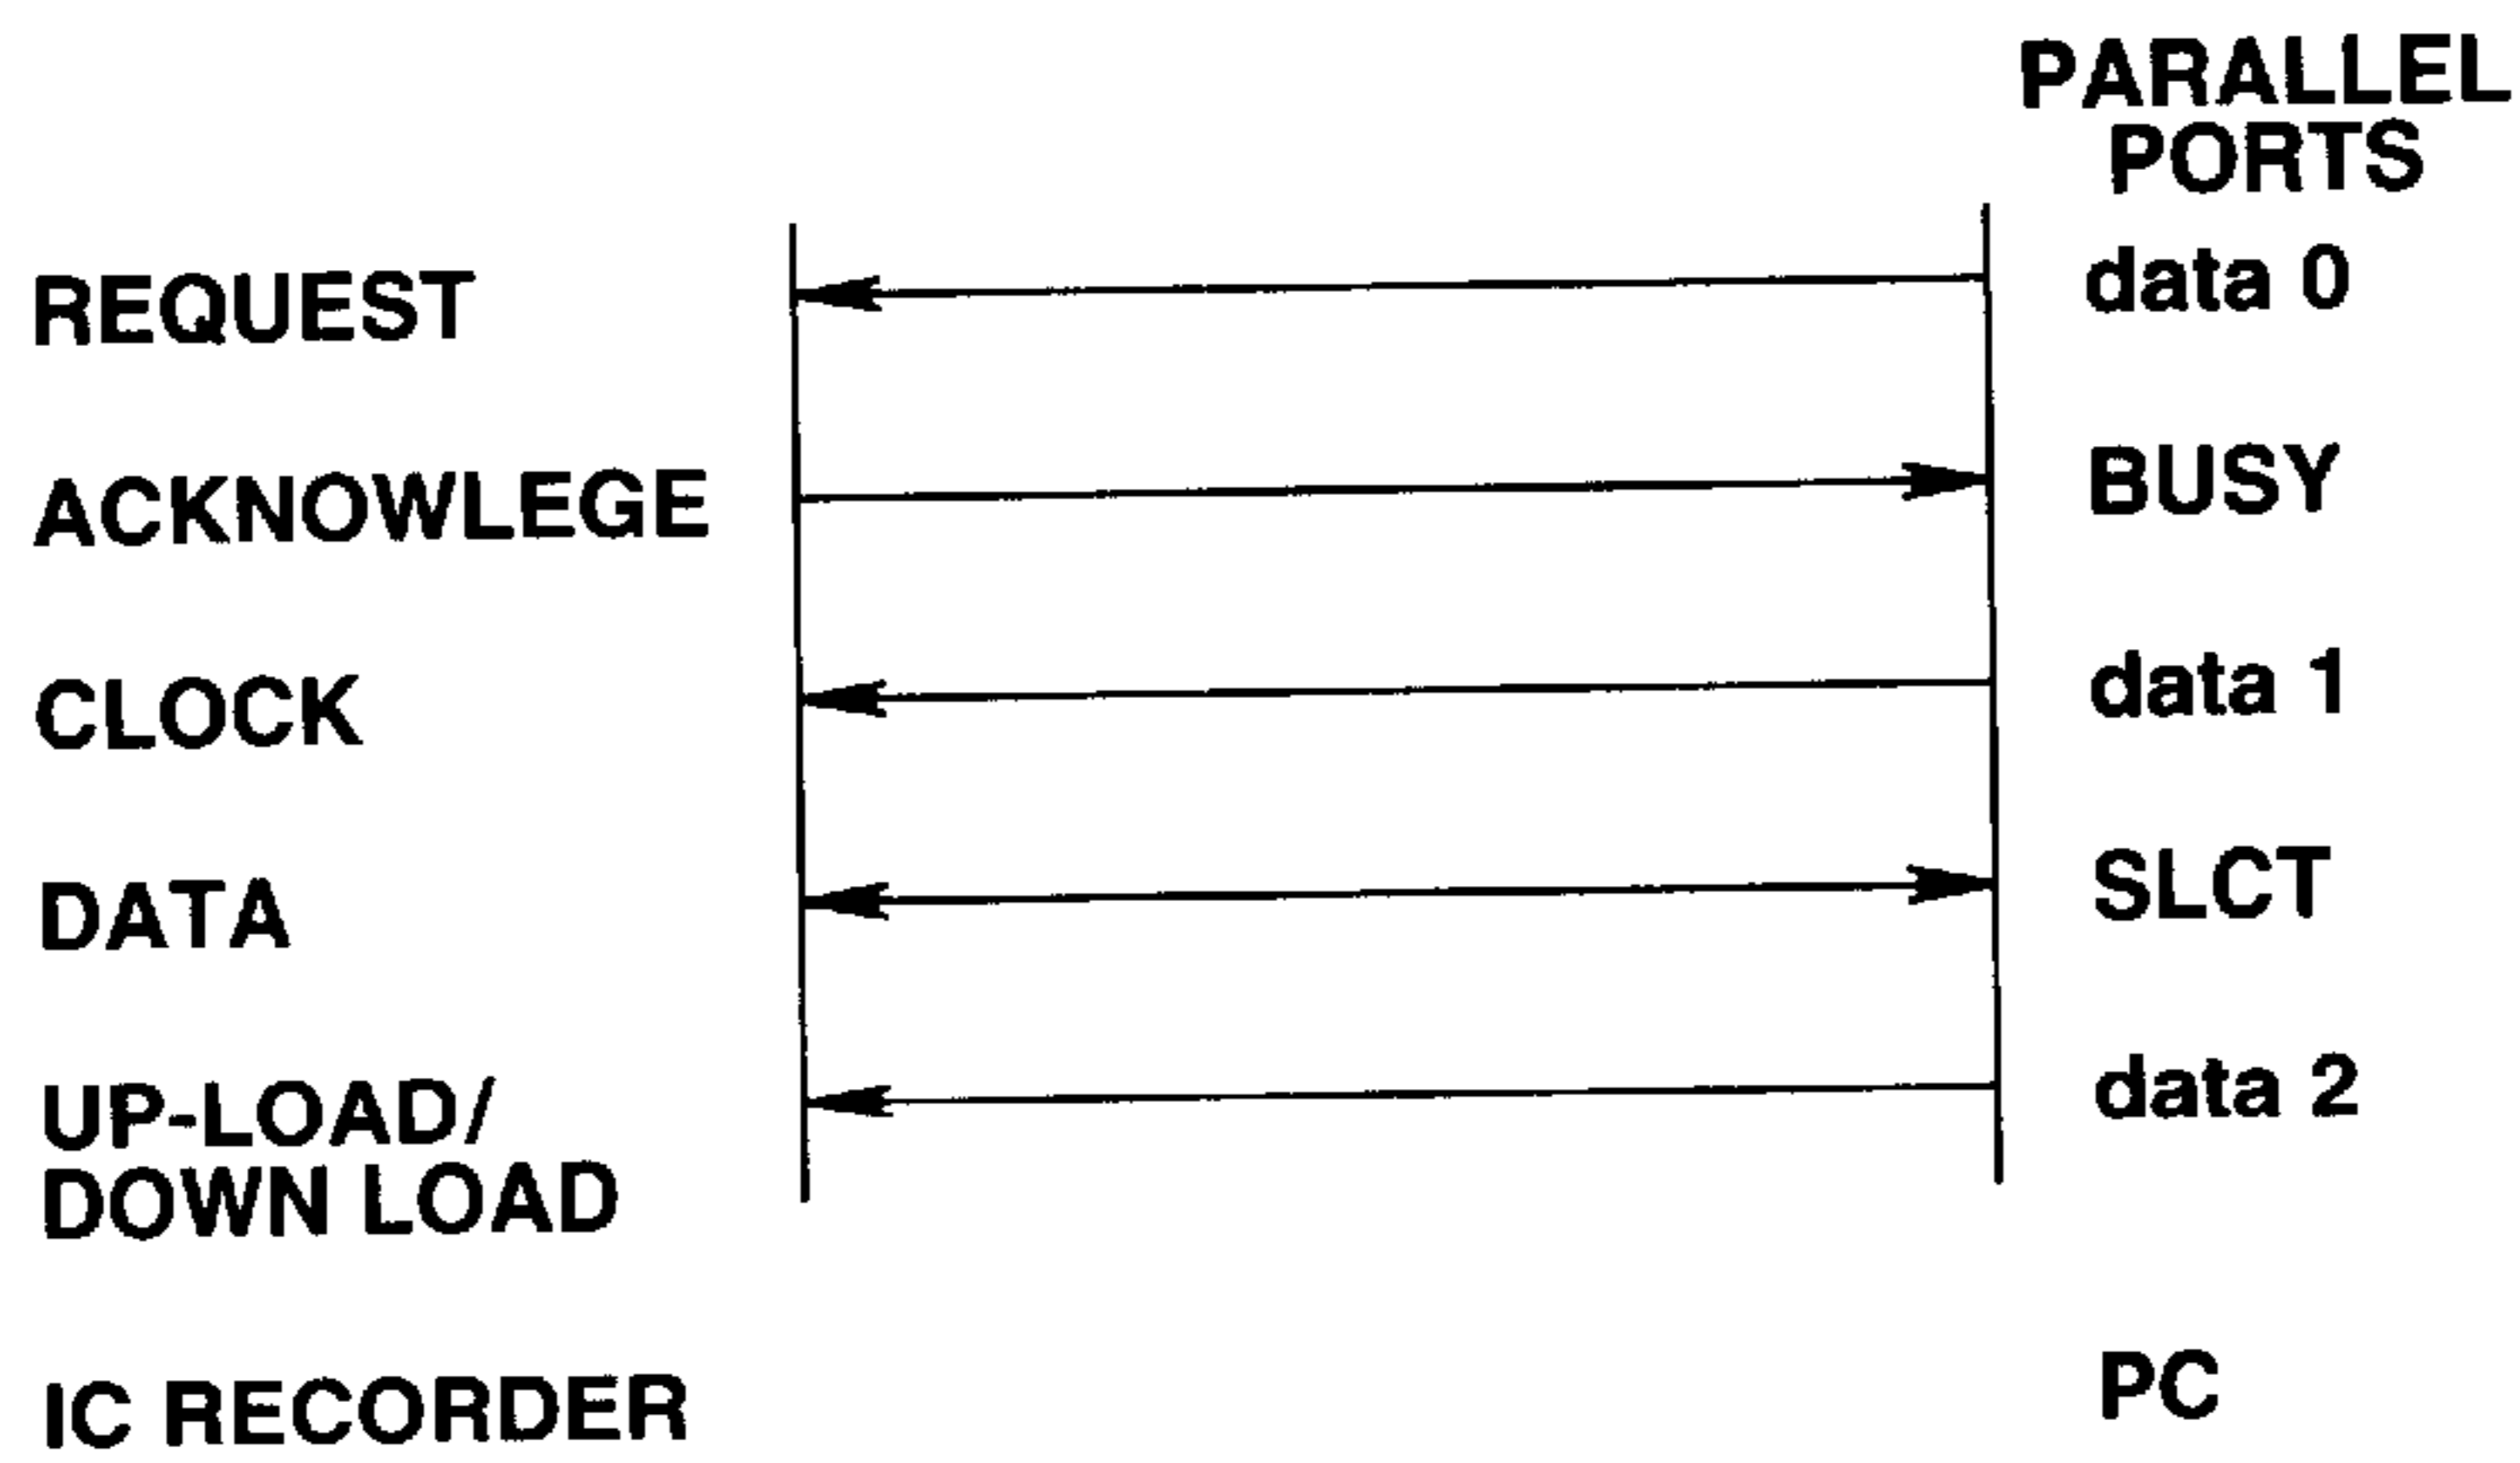 PARALLEL
PORTS
REQUEST
data 0
ACKNOWLEGE
BUSY
CLOCK
data 1
DATA
SLCT
UP-LOAD/
DOWN LOAD
data 2
IC RECORDER
PC